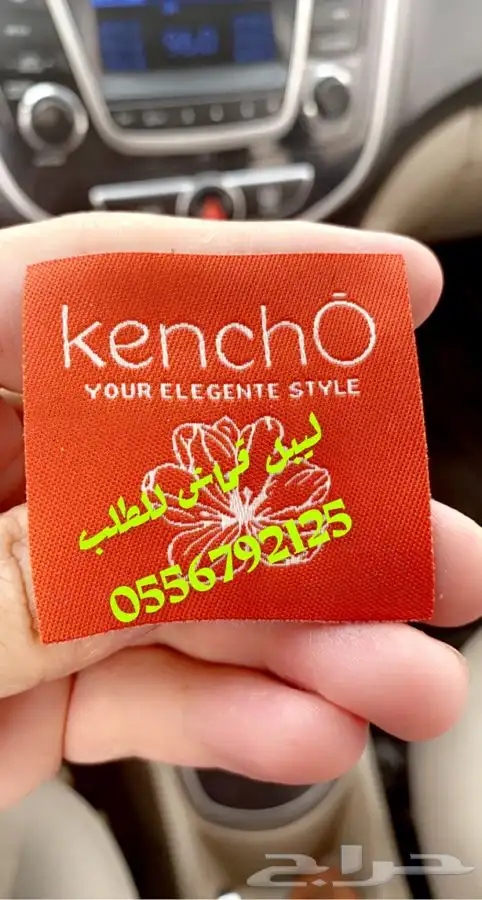 kenchŌ
YOUR ELEGENTE STYLE
ليبل قماش للطلب
0556792125
حراج